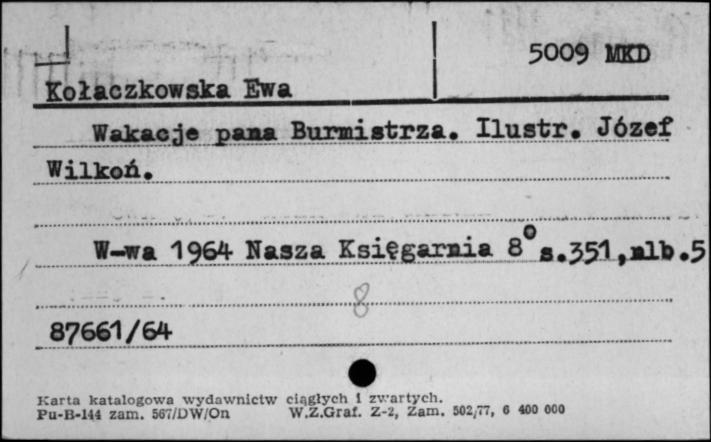 5009 MKD
Kołaczkowska Ewa
Wakacje pana Burmistrza. Ilustr. Józef
Wilkoń.
W-wa 1964 Nasza Księgarnia 8° s.351,nlb.5
8
87661/64
Karta katalogowa wydawnictw ciągłych i zwartych.
Pu-B-144 zam. 567/DW/On W.Z.Graf. Z-2, Zam. 502/77, 6 400 000